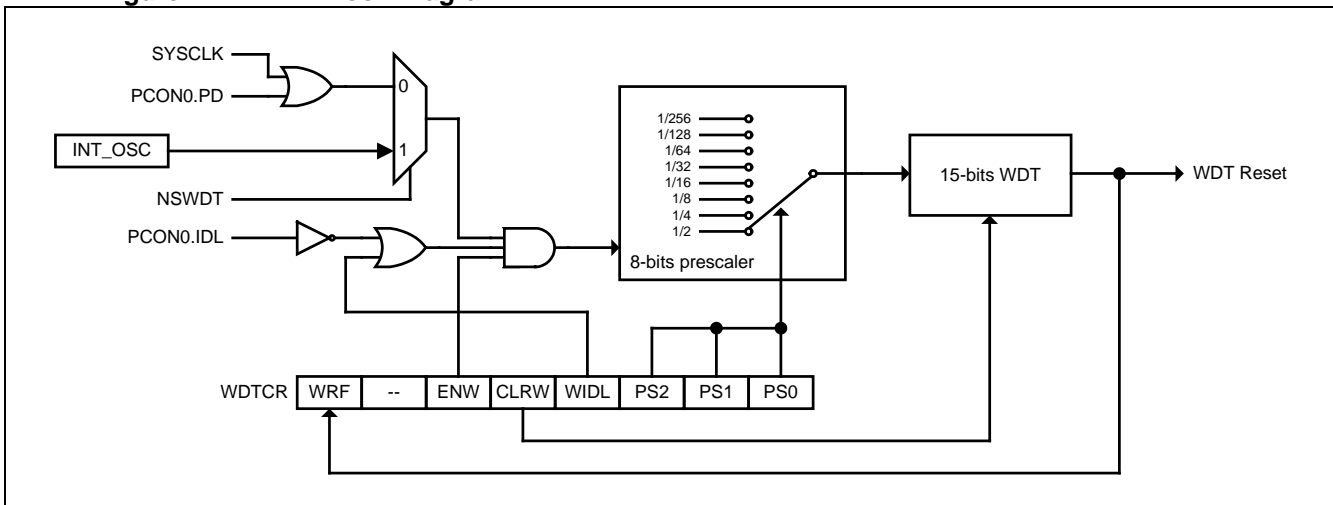 SYSCLK
PCON0.PD
0
INT_OSC
1
NSWDT
PCON0.IDL
1/256
1/128
1/64
1/32
1/16
1/8
1/4
1/2
8-bits prescaler
15-bits WDT
WDT Reset
WDTCR WRF -- ENW CLRW WIDL PS2 PS1 PS0